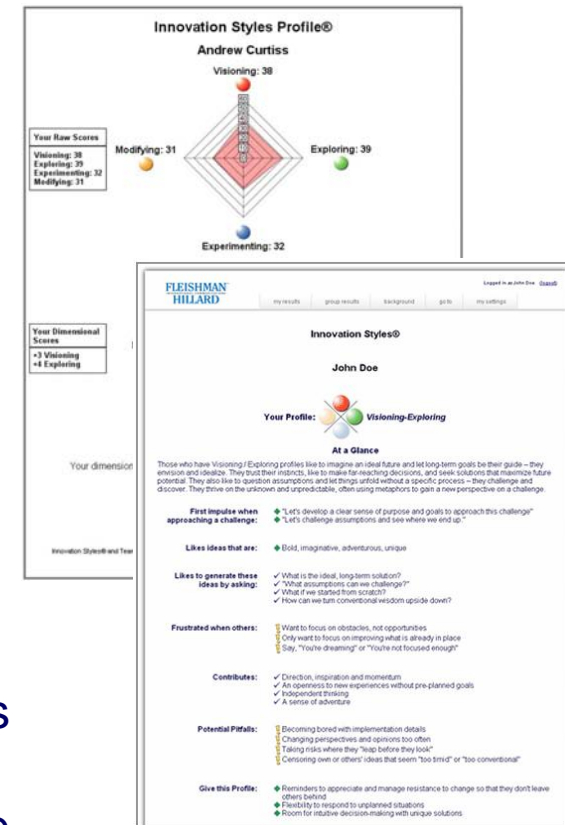 Innovation Styles Profile®
Andrew Curtiss
Visioning: 38
Your Raw Scores
Visioning: 38
Exploring: 39
Experimenting: 32
Modifying: 31
Modifying: 31
Exploring: 39
Experimenting: 32
Your Dimensional
Scores
+3 Visioning
+4 Exploring
Your dimension
Innovation Styles® and Tea
FLEISHMAN
HILLARD
Logged in as John Doe
my results group results background go to my settings
Innovation Styles®
John Doe
Your Profile: Visioning-Exploring
At a Glance
Those who have Visioning / Exploring profiles like to imagine an ideal future and let long-term goals be their guide – they
envision and idealize. They trust their instincts, like to make far-reaching decisions, and seek solutions that maximize future
potential. They also like to question assumptions and let things unfold without a specific process – they challenge and
discover. They thrive on the unknown and unpredictable, often using metaphors to gain a new perspective on a challenge.
First impulse when
approaching a challenge:
"Let's develop a clear sense of purpose and goals to approach this challenge"
"Let's challenge assumptions and see where we end up."
Likes ideas that are:
Bold, imaginative, adventurous, unique
Likes to generate these
ideas by asking:
✓ What is the ideal, long-term solution?
✓ "What assumptions can we challenge?"
✓ What if we started from scratch?
✓ How can we turn conventional wisdom upside down?
Frustrated when others:
Want to focus on obstacles, not opportunities
Only want to focus on improving what is already in place
Say, "You're dreaming" or "You're not focused enough"
Contributes:
✓ Direction, inspiration and momentum
✓ An openness to new experiences without pre-planned goals
✓ Independent thinking
✓ A sense of adventure
Potential Pitfalls:
Becoming bored with implementation details
Changing perspectives and opinions too often
Taking risks where they "leap before they look"
Censoring own or others' ideas that seem "too timid" or "too conventional"
Give this Profile:
Reminders to appreciate and manage resistance to change so that they don't leave
others behind
Flexibility to respond to unplanned situations
Room for intuitive decision-making with unique solutions